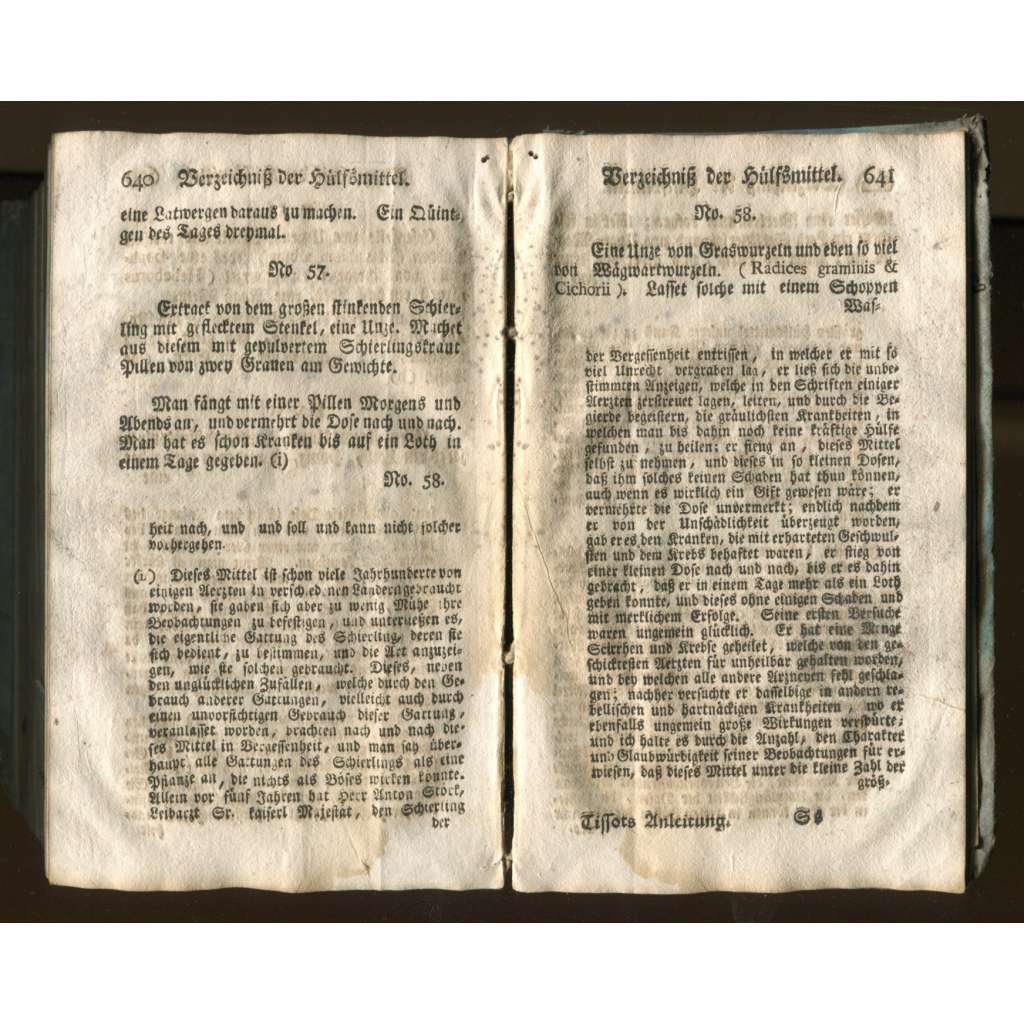 640 Verzeichniß der Hülfsmittel.
eine Latwergen daraus zu machen. Ein Quint-
gen des Tages dreymal.
No. 57.
Extract von dem großen stinkenden Schier-
ling mit geflecktem Stenkel, eine Unze. Machet
aus diesem mit gepulvertem Schierlingskraut
Pillen von zwey Granen am Gewichte.
Man fängt mit einer Pillen Morgens und
Abends an, und vermehrt die Dose nach und nach.
Man hat es schon Kranken bis auf ein Loth in
einem Tage gegeben. (i)
No. 58.
heit nach, und und soll und kann nicht solcher
vorhergehen.
(i) Dieses Mittel ist schon viele Jahrhunderte von
einigen Aerzten in verschiedenen Ländern gebraucht
worden, sie gaben sich aber zu wenig Mühe ihre
Beobachtungen zu befestigen, und unterließen es,
die eigentliche Gattung des Schierling, deren sie
sich bedient, zu bestimmen, und die Art anzuzei-
gen, wie sie solchen gebraucht. Dieses, neben
den unglücklichen Zufällen, welche durch den Ge-
brauch anderer Gattungen, vielleicht auch durch
einen unvorsichtigen Gebrauch dieser Gattung,
veranlasset worden, brachten nach und nach die-
ses Mittel in Vergessenheit, und man sah über-
haupt alle Gattungen des Schierlings als eine
Pflanze an, die nichts als Böses wirken konnte.
Allein vor fünf Jahren hat Herr Anton Störk,
Leibarzt Sr. kaiserl Majestät, den Schierling
der
Verzeichniß der Hülfsmittel. 641
No. 58.
Eine Unze von Graswurzeln und eben so viel
von Wägwartwurzeln. (Radices graminis &
Cichorii). Lasset solche mit einem Schoppen
Was-
der Vergessenheit entrissen, in welcher er mit so
viel Unrecht vergraben lag, er ließ sich die unbe-
stimmten Anzeigen, welche in den Schriften einiger
Aerzten zerstreuet lagen, leiten, und durch die Be-
gierde begeistern, die gräulichsten Krankheiten, in
welchen man bis dahin noch keine kräftige Hülfe
gefunden, zu heilen; er fieng an, dieses Mittel
selbst zu nehmen, und dieses in so kleinen Dosen,
daß ihm solches keinen Schaden hat thun können,
auch wenn es wirklich ein Gift gewesen wäre; er
vermehrte die Dose unvermerkt; endlich nachdem
er von der Unschädlichkeit überzeugt worden,
gab er es den Kranken, die mit erharteten Geschwul-
sten und dem Krebs behaftet waren, er stieg von
einer kleinen Dose nach und nach, bis er es dahin
gebracht, daß er in einem Tage mehr als ein Loth
geben konnte, und dieses ohne einigen Schaden und
mit merklichem Erfolge. Seine ersten Versuche
waren ungemein glücklich. Er hat eine Menge
Scirrhen und Krebse geheilet, welche von den ge-
schicktesten Aerzten für unheilbar gehalten worden,
und bey welchen alle andere Arzneyen fehl geschla-
gen; nachher versuchte er dasselbige in andern re-
bellischen und hartnäckigen Krankheiten, wo er
ebenfalls ungemein große Wirkungen verspürte;
und ich halte es durch die Anzahl, den Charakter
und Glaubwürdigkeit seiner Beobachtungen für er-
wiesen, daß dieses Mittel unter die kleine Zahl der
größ-
Tissots Anleitung. Ss